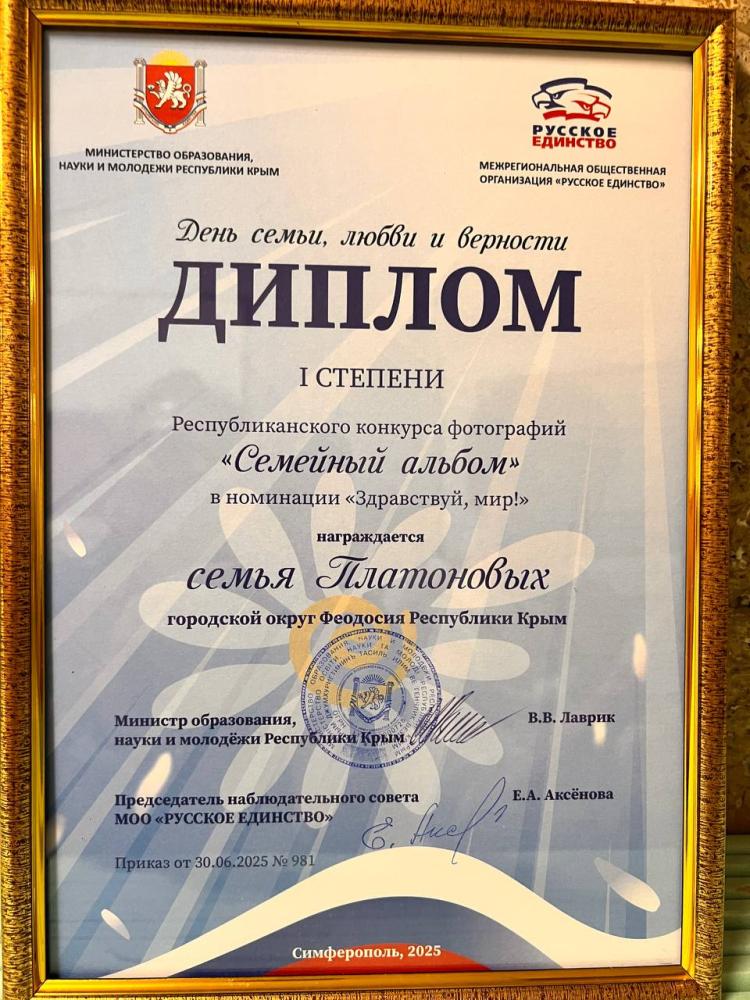 МИНИСТЕРСТВО ОБРАЗОВАНИЯ,
НАУКИ И МОЛОДЕЖИ РЕСПУБЛИКИ КРЫМ
РУССКОЕ
ЕДИНСТВО
МЕЖРЕГИОНАЛЬНАЯ ОБЩЕСТВЕННАЯ
ОРГАНИЗАЦИЯ «РУССКОЕ ЕДИНСТВО»
День семьи, любви и верности
ДИПЛОМ
I СТЕПЕНИ
Республиканского конкурса фотографий
«Семейный альбом»
в номинации «Здравствуй, мир!»
награждается
семья Платоновых
городской округ Феодосия Республики Крым
Министр образования,
науки и молодёжи Республики Крым
В.В. Лаврик
Председатель наблюдательного совета
МОО «РУССКОЕ ЕДИНСТВО»
Е.А. Аксёнова
Приказ от 30.06.2025 № 981
Симферополь, 2025